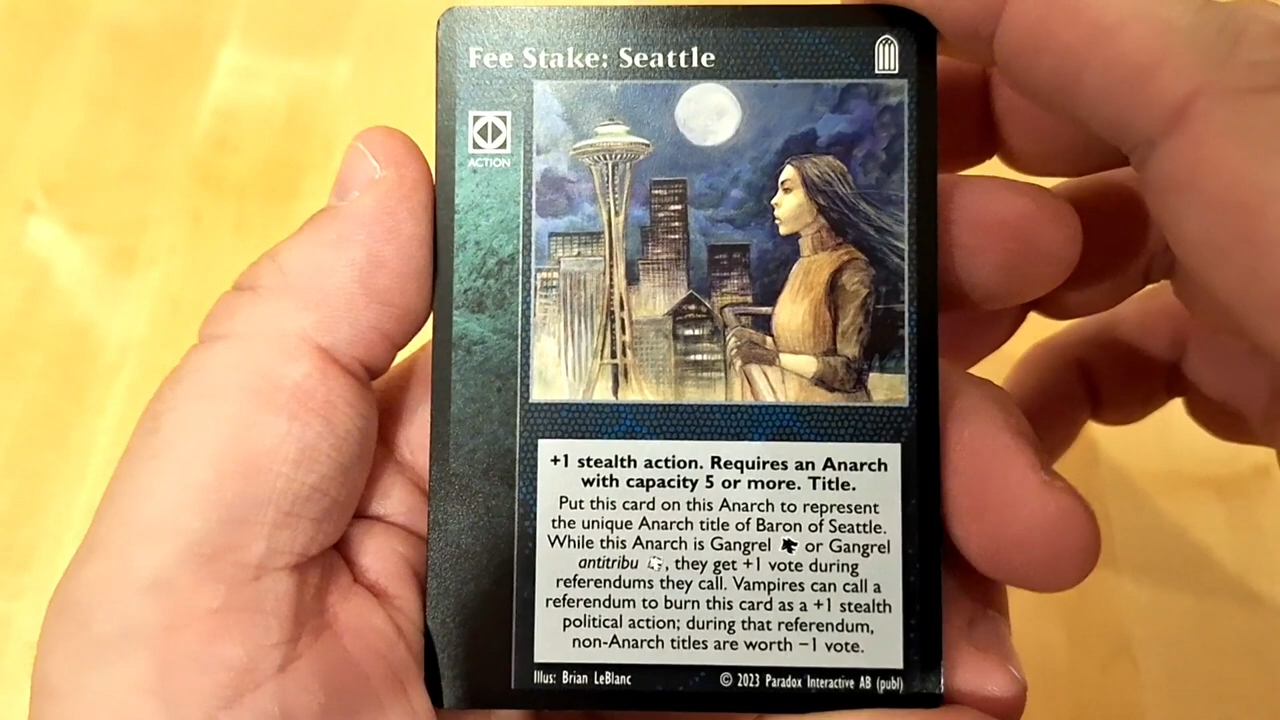 Fee Stake: Seattle
ACTION
+1 stealth action. Requires an Anarch
with capacity 5 or more. Title.
Put this card on this Anarch to represent
the unique Anarch title of Baron of Seattle.
While this Anarch is Gangrel or Gangrel
antitribu , they get +1 vote during
referendums they call. Vampires can call a
referendum to burn this card as a +1 stealth
political action; during that referendum,
non-Anarch titles are worth −1 vote.
Illus: Brian LeBlanc © 2023 Paradox Interactive AB (publ)